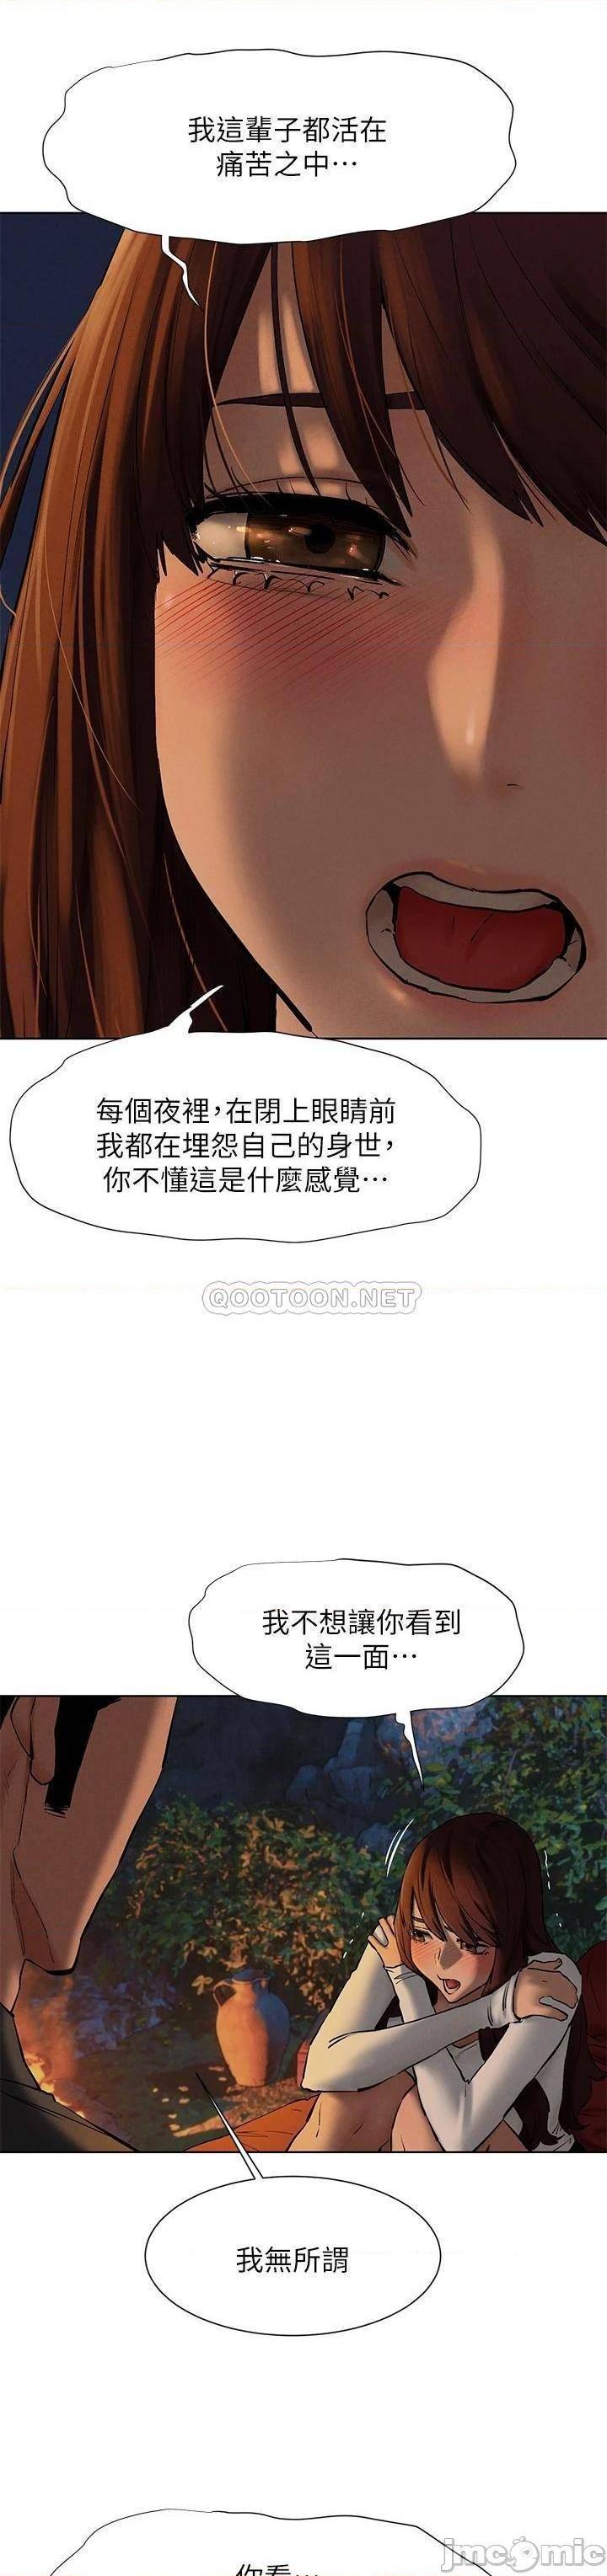 我這輩子都活在
痛苦之中⋯
每個夜裡，在閉上眼睛前
我都在埋怨自己的身世，
你不懂這是什麼感覺⋯
QOOTOON.NET
我不想讓你看到
這一面⋯
我無所謂
你看⋯
jmcomic